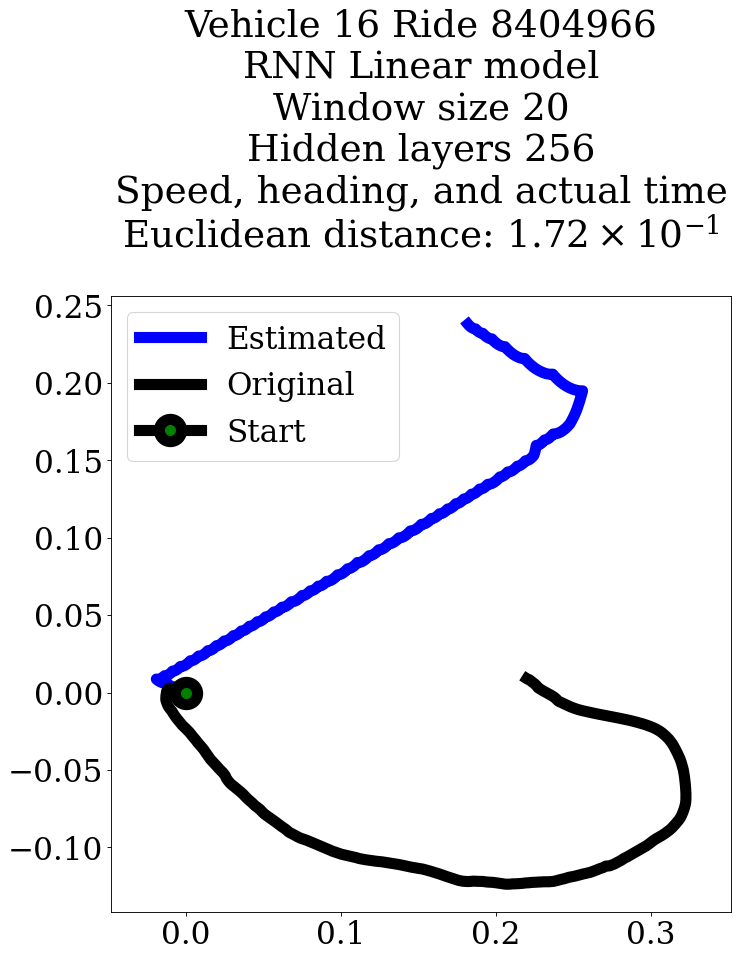 Vehicle 16 Ride 8404966
RNN Linear model
Window size 20
Hidden layers 256
Speed, heading, and actual time
Euclidean distance: 1.72 × 10⁻¹
Estimated
Original
Start
0.25
0.20
0.15
0.10
0.05
0.00
−0.05
−0.10
0.0 0.1 0.2 0.3